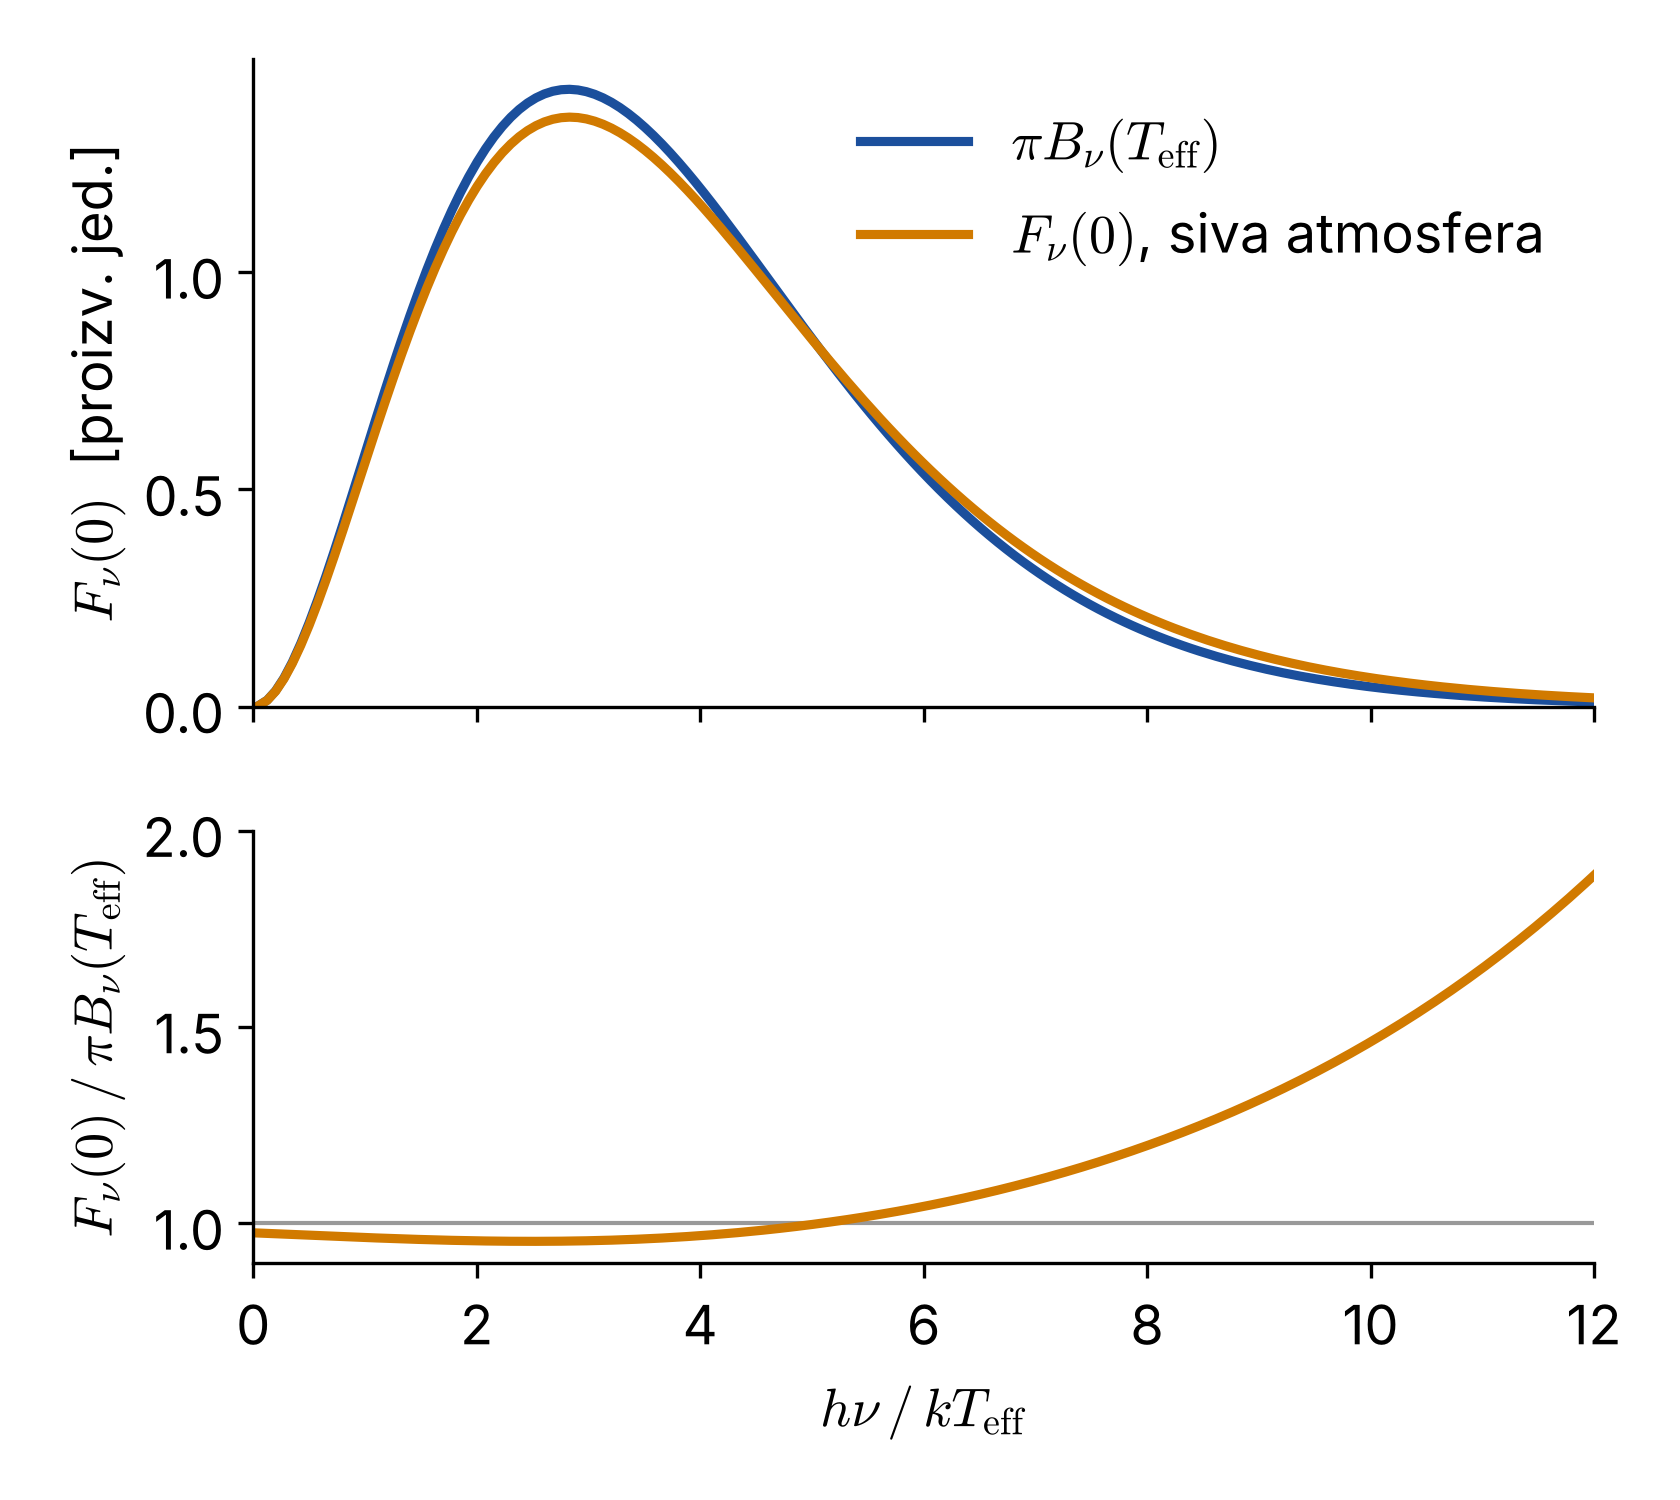 πB_ν(T_eff)
F_ν(0), siva atmosfera
F_ν(0) [proizv. jed.]
1.0
0.5
0.0
F_ν(0) / πB_ν(T_eff)
2.0
1.5
1.0
0 2 4 6 8 10 12
hν / kT_eff